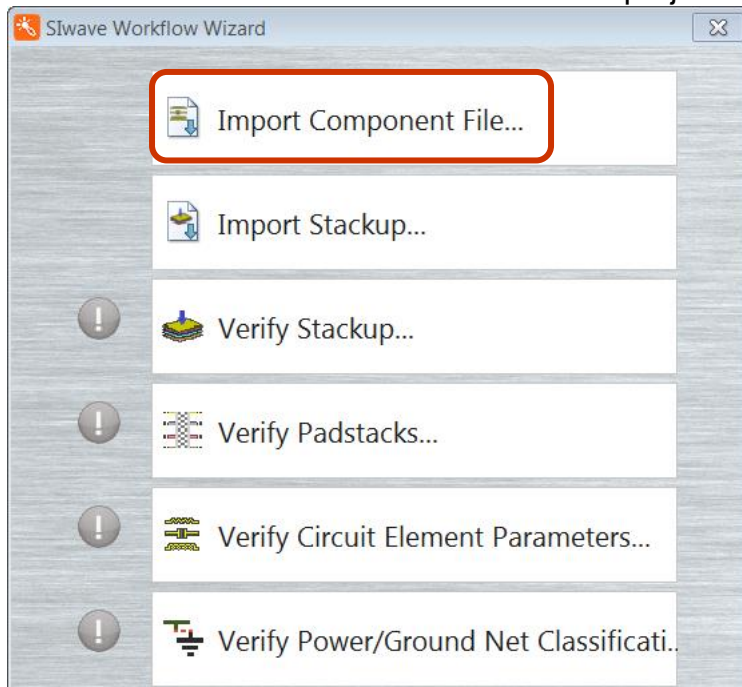 SIwave Workflow Wizard
Import Component File...
Import Stackup...
Verify Stackup...
Verify Padstacks...
Verify Circuit Element Parameters...
Verify Power/Ground Net Classificati..